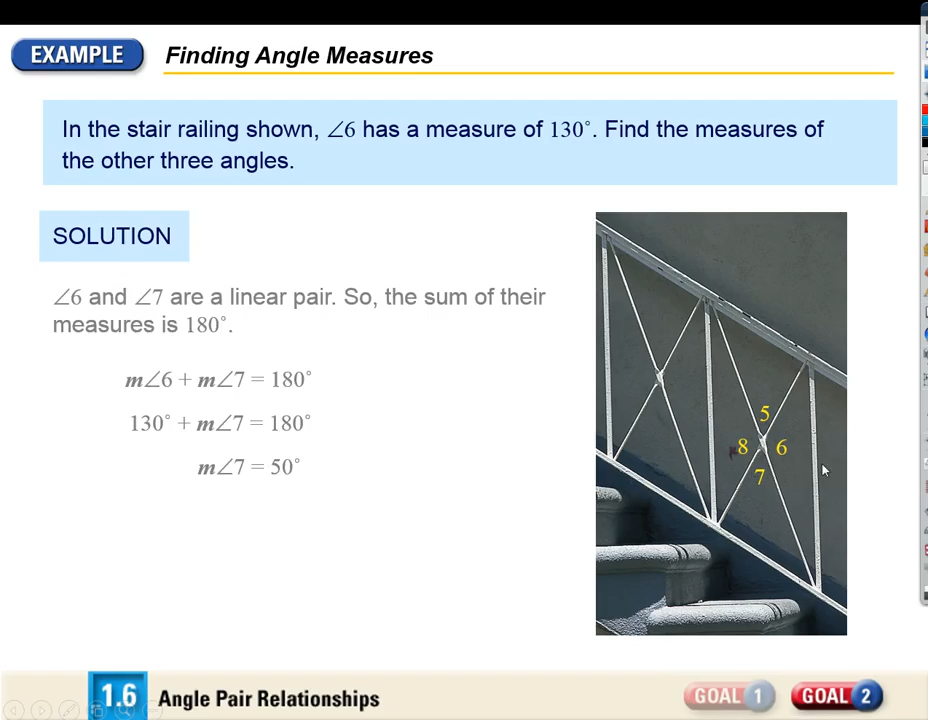 EXAMPLE Finding Angle Measures
In the stair railing shown, ∠6 has a measure of 130˚. Find the measures of
the other three angles.
SOLUTION
∠6 and ∠7 are a linear pair. So, the sum of their
measures is 180˚.
m∠6 + m∠7 = 180˚
130˚ + m∠7 = 180˚
m∠7 = 50˚
5
8 6
7
1.6 Angle Pair Relationships GOAL 1 GOAL 2